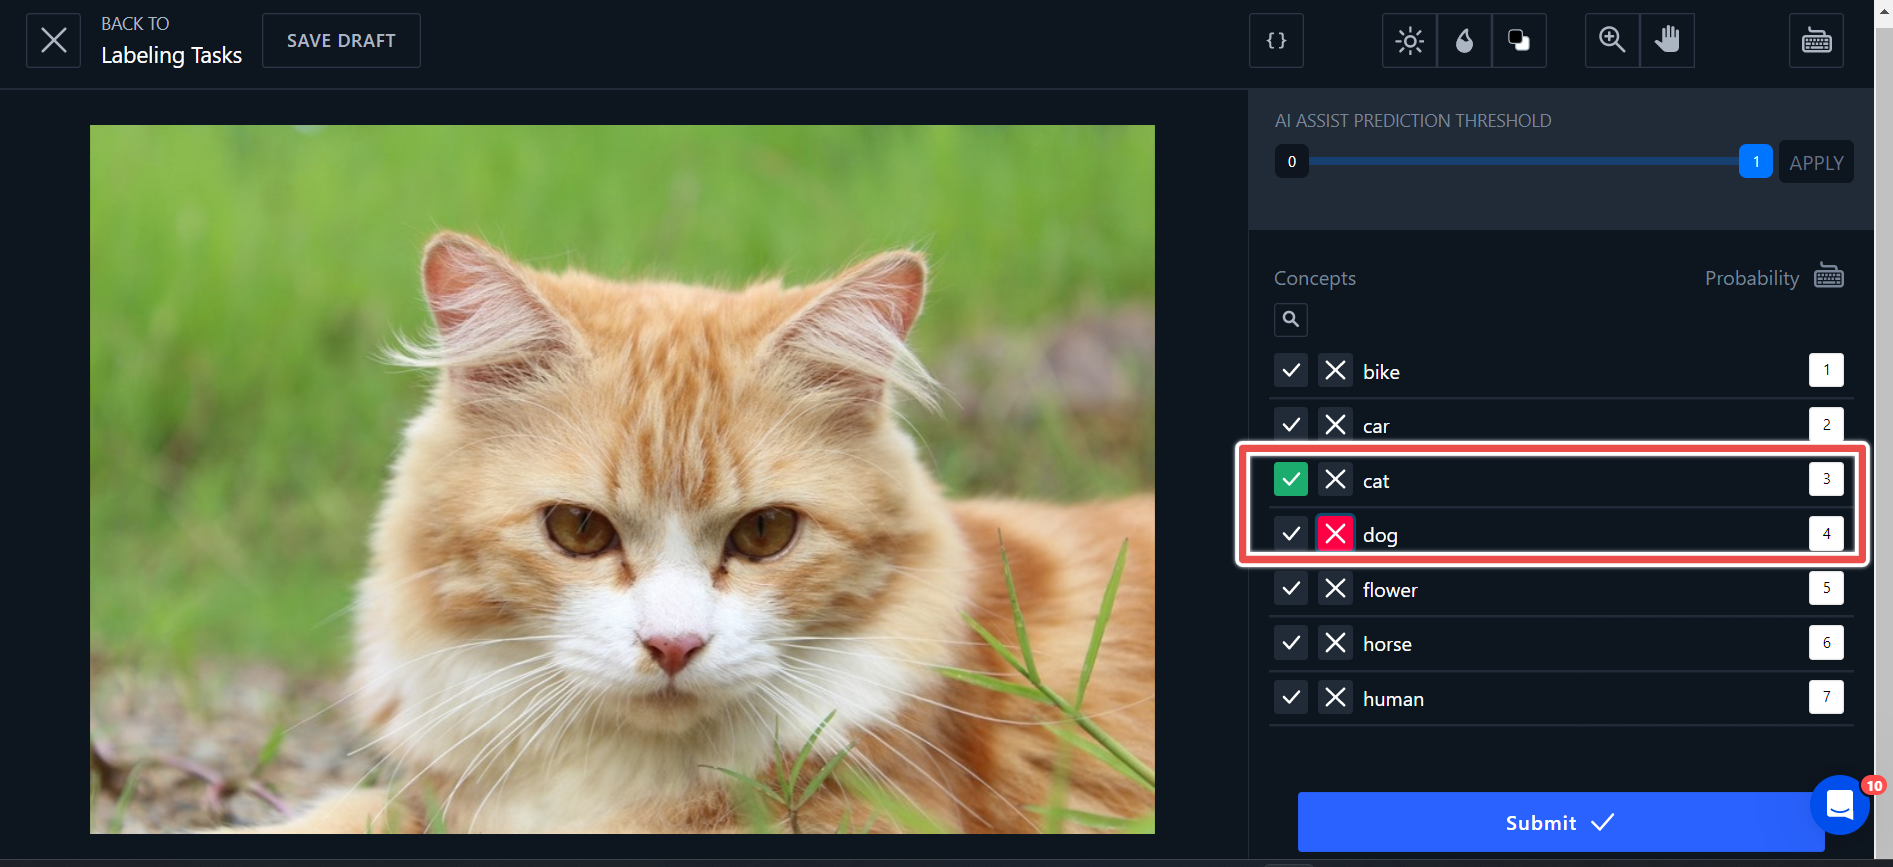 BACK TO
Labeling Tasks
SAVE DRAFT
{}
AI ASSIST PREDICTION THRESHOLD
0
1
APPLY
Concepts
Probability
bike
1
car
2
cat
3
dog
4
flower
5
horse
6
human
7
10
Submit